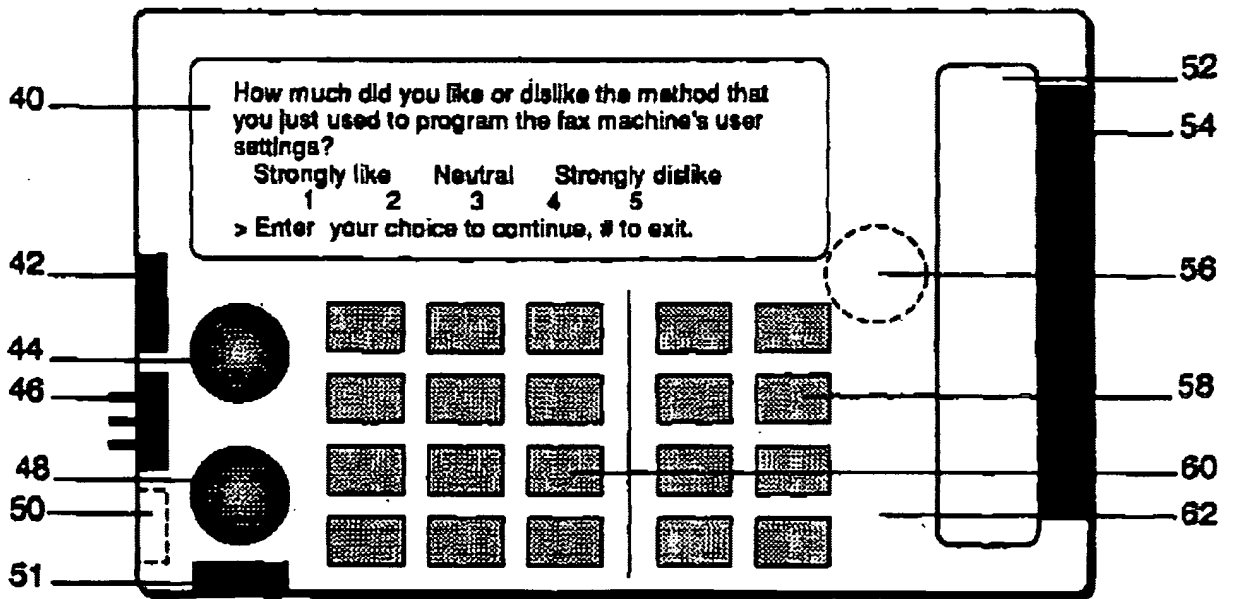 How much did you like or dislike the method that
you just used to program the fax machine's user
settings?
Strongly like Neutral Strongly dislike
1 2 3 4 5
> Enter your choice to continue, # to exit.
40
42
44
46
48
50
51
52
54
56
58
60
62